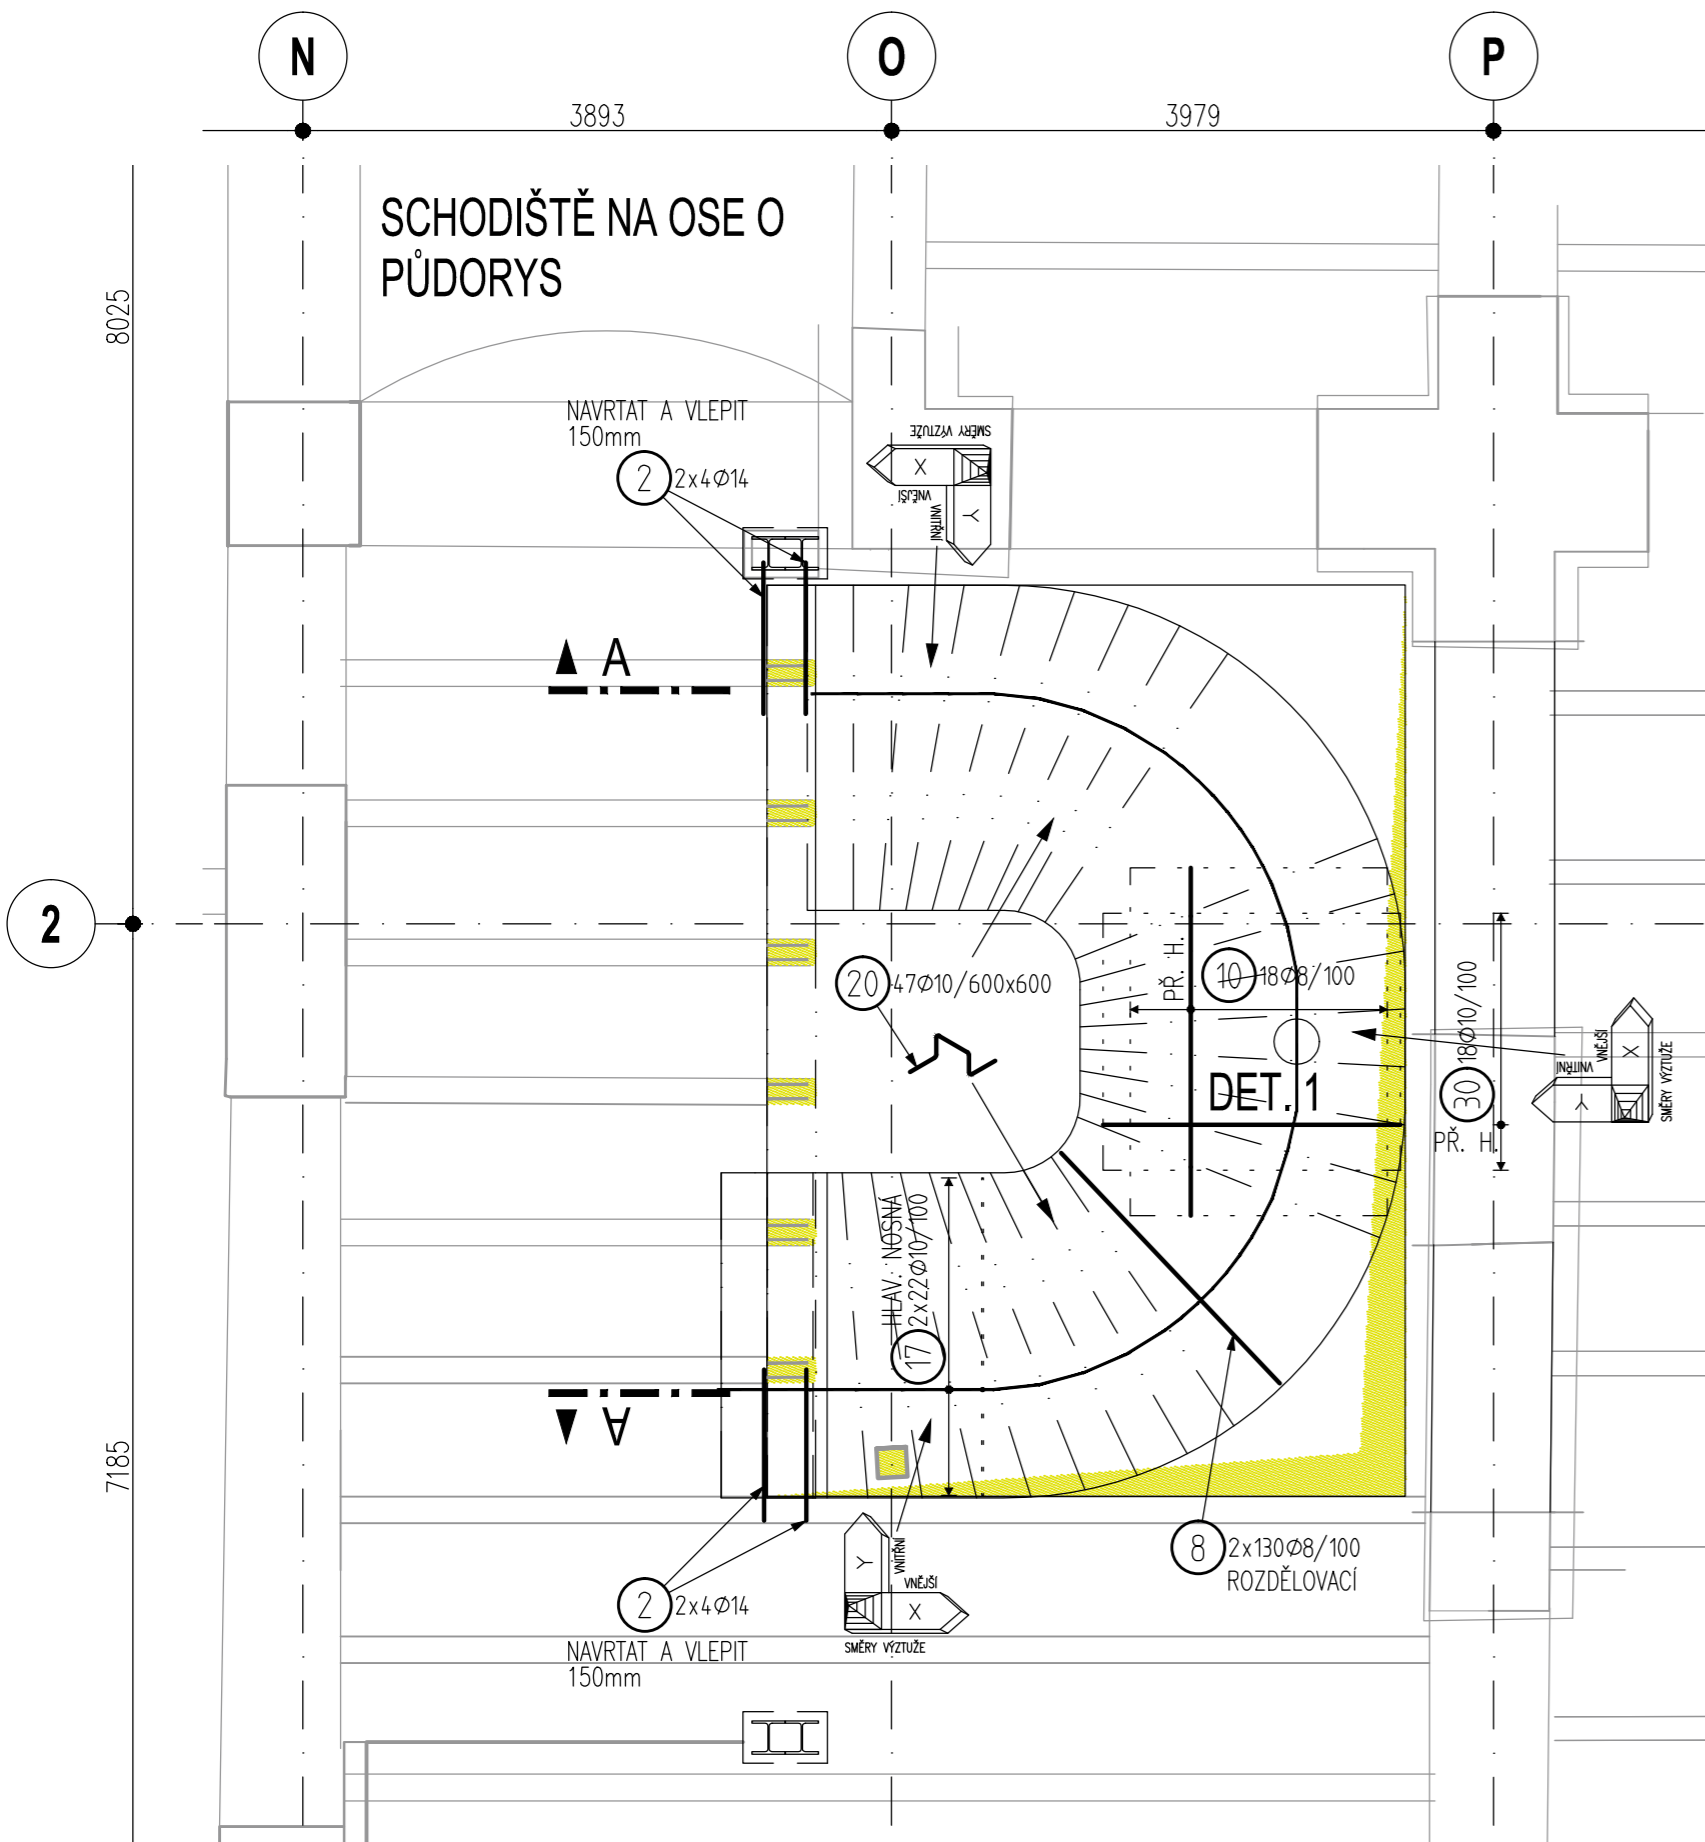 N
O
P
3893
3979
SCHODIŠTĚ NA OSE O
PŮDORYS
8025
NAVRTAT A VLEPIT
150mm
2 2x4Ø14
SMĚRY VÝZTUŽE
X
VNĚJŠÍ
VNITŘNÍ
Y
A
2
PŘ. H.
10 18Ø8/100
20 47Ø10/600x600
30 18Ø10/100
PŘ. H.
VNĚJŠÍ
X
VNITŘNÍ
Y
SMĚRY VÝZTUŽE
DET. 1
HLAV. NOSNÁ
17 2x22Ø10/100
A
7185
8 2x130Ø8/100
ROZDĚLOVACÍ
Y
VNITŘNÍ
VNĚJŠÍ
X
SMĚRY VÝZTUŽE
2 2x4Ø14
NAVRTAT A VLEPIT
150mm